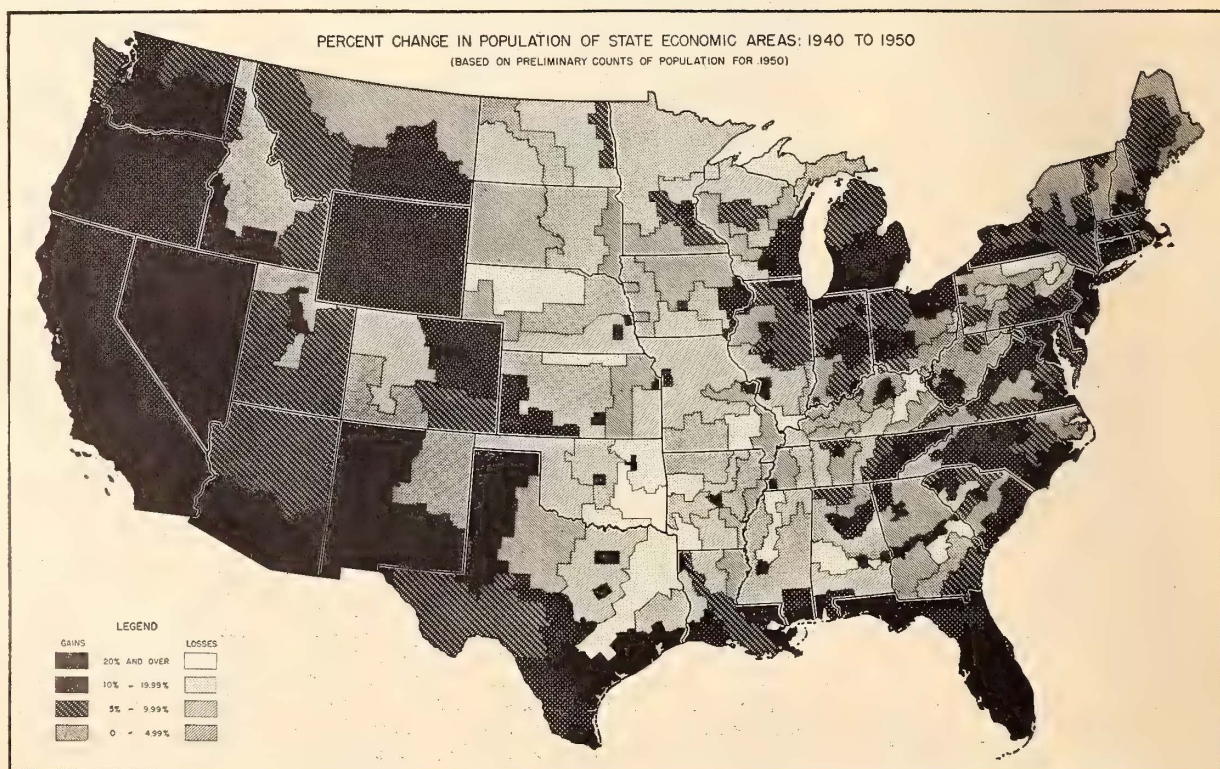 PERCENT CHANGE IN POPULATION OF STATE ECONOMIC AREAS: 1940 TO 1950
(BASED ON PRELIMINARY COUNTS OF POPULATION FOR 1950)
LEGEND
GAINS LOSSES
20% AND OVER
10% - 19.99%
5% - 9.99%
0 - 4.99%